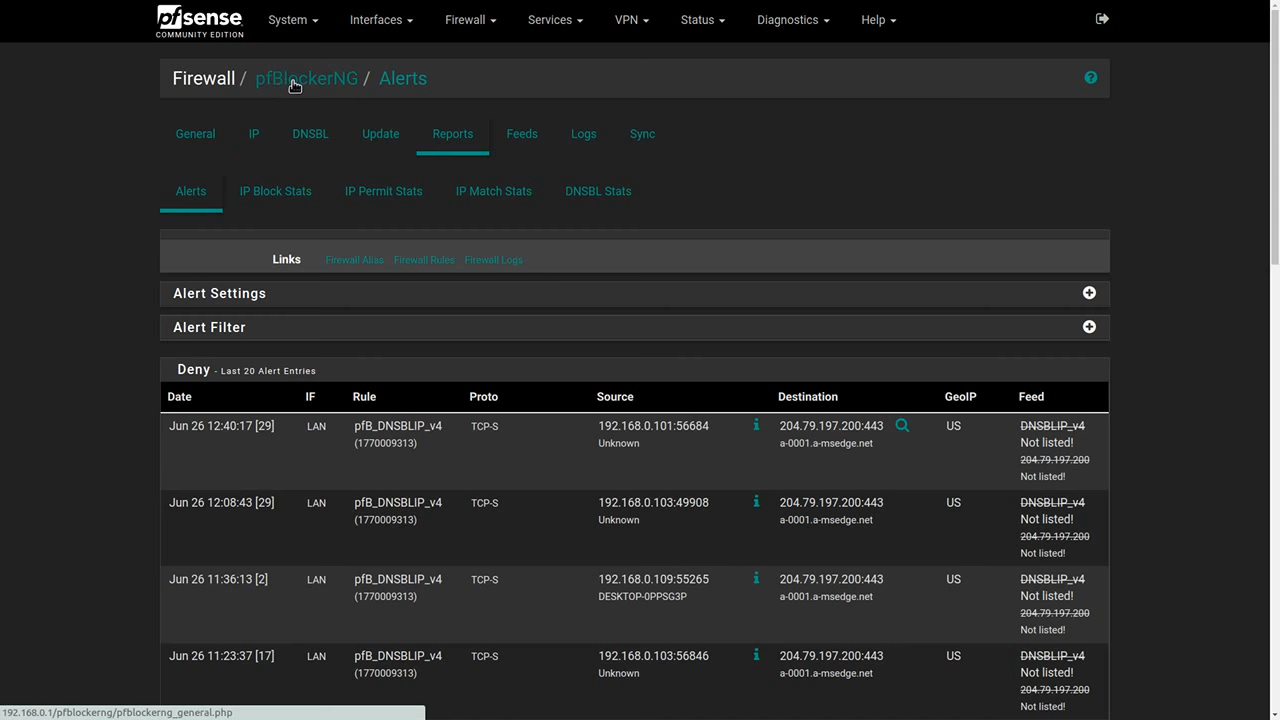 pfsense
COMMUNITY EDITION
System Interfaces Firewall Services VPN Status Diagnostics Help
Firewall / pfBlockerNG / Alerts
General IP DNSBL Update Reports Feeds Logs Sync
Alerts IP Block Stats IP Permit Stats IP Match Stats DNSBL Stats
Links Firewall Alias Firewall Rules Firewall Logs
Alert Settings
Alert Filter
Deny - Last 20 Alert Entries
Date IF Rule Proto Source Destination GeoIP Feed
Jun 26 12:40:17 [29] LAN pfB_DNSBLIP_v4 TCP-S 192.168.0.101:56684 204.79.197.200:443 US DNSBLIP_v4
(1770009313) Unknown a-0001.a-msedge.net Not listed!
204.79.197.200
Not listed!
Jun 26 12:08:43 [29] LAN pfB_DNSBLIP_v4 TCP-S 192.168.0.103:49908 204.79.197.200:443 US DNSBLIP_v4
(1770009313) Unknown a-0001.a-msedge.net Not listed!
204.79.197.200
Not listed!
Jun 26 11:36:13 [2] LAN pfB_DNSBLIP_v4 TCP-S 192.168.0.109:55265 204.79.197.200:443 US DNSBLIP_v4
(1770009313) DESKTOP-0PPSG3P a-0001.a-msedge.net Not listed!
204.79.197.200
Not listed!
Jun 26 11:23:37 [17] LAN pfB_DNSBLIP_v4 TCP-S 192.168.0.103:56846 204.79.197.200:443 US DNSBLIP_v4
(1770009313) Unknown a-0001.a-msedge.net Not listed!
204.79.197.200
Not listed!
192.168.0.1/pfblockerng/pfblockerng_general.php